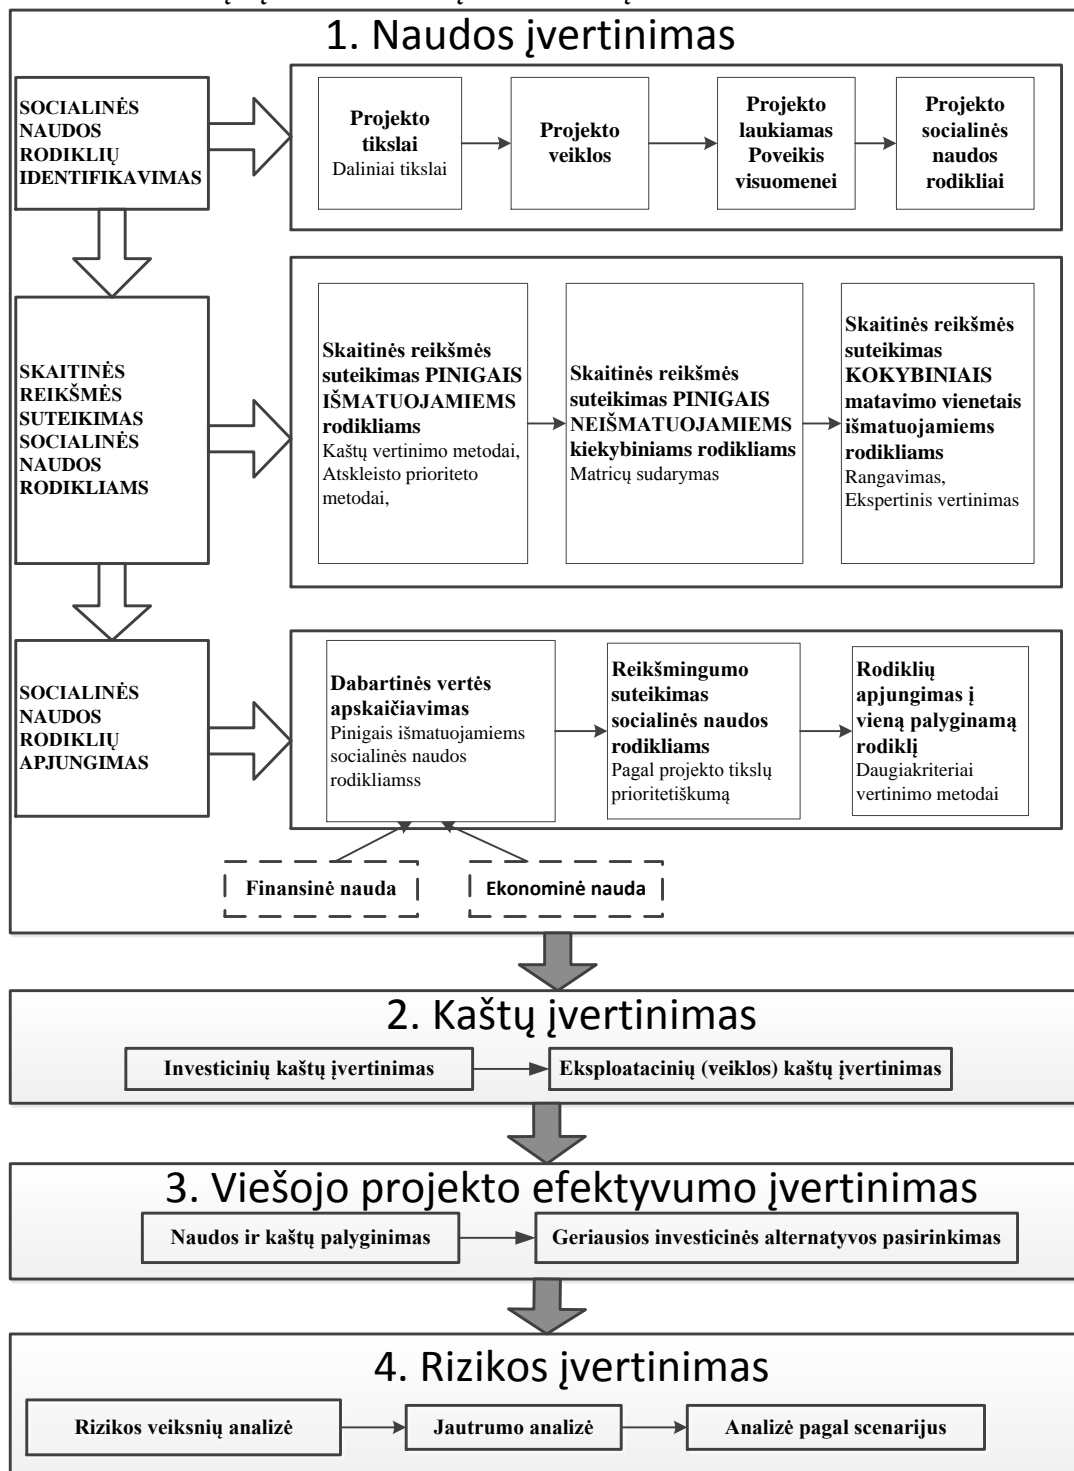 1. Naudos įvertinimas
SOCIALINĖS
NAUDOS
RODIKLIŲ
IDENTIFIKAVIMAS
Projekto
tikslai
Daliniai tikslai
Projekto
veiklos
Projekto
laukiamas
Poveikis
visuomenei
Projekto
socialinės
naudos
rodikliai
SKAITINĖS
REIKŠMĖS
SUTEIKIMAS
SOCIALINĖS
NAUDOS
RODIKLIAMS
Skaitinės reikšmės
suteikimas PINIGAIS
IŠMATUOJAMIEMS
rodikliams
Kaštų vertinimo metodai,
Atskleisto prioriteto
metodai,
Skaitinės reikšmės
suteikimas PINIGAIS
NEIŠMATUOJAMIEMS
kiekybiniams rodikliams
Matricų sudarymas
Skaitinės reikšmės
suteikimas
KOKYBINIAIS
matavimo vienetais
išmatuojamiems
rodikliams
Rangavimas,
Ekspertinis vertinimas
SOCIALINĖS
NAUDOS
RODIKLIŲ
APJUNGIMAS
Dabartinės vertės
apskaičiavimas
Pinigais išmatuojamiems
socialinės naudos
rodikliamss
Reikšmingumo
suteikimas
socialinės naudos
rodikliams
Pagal projekto tikslų
prioritetiškumą
Rodiklių
apjungimas į
vieną palyginamą
rodiklį
Daugiakriteriai
vertinimo metodai
Finansinė nauda
Ekonominė nauda
2. Kaštų įvertinimas
Investicinių kaštų įvertinimas
Eksploatacinių (veiklos) kaštų įvertinimas
3. Viešojo projekto efektyvumo įvertinimas
Naudos ir kaštų palyginimas
Geriausios investicinės alternatyvos pasirinkimas
4. Rizikos įvertinimas
Rizikos veiksnių analizė
Jautrumo analizė
Analizė pagal scenarijus